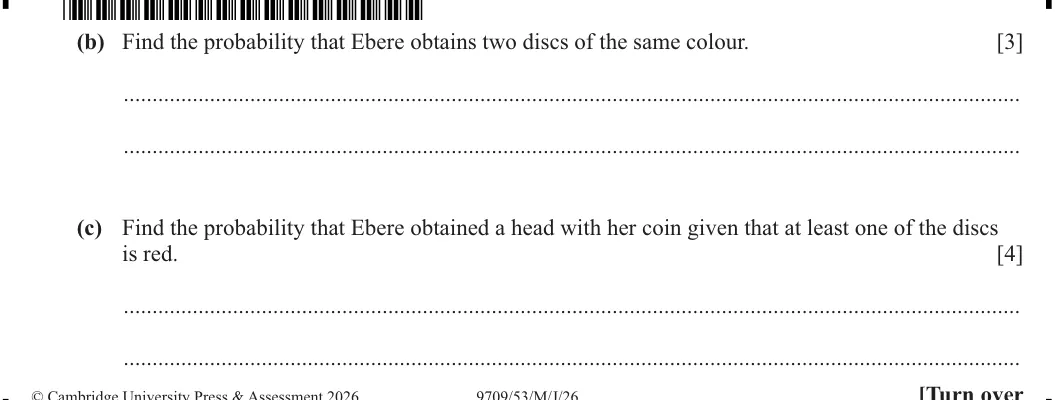 (b) Find the probability that Ebere obtains two discs of the same colour. [3]
....................................................................................................................................................
....................................................................................................................................................
(c) Find the probability that Ebere obtained a head with her coin given that at least one of the discs
is red. [4]
....................................................................................................................................................
....................................................................................................................................................
© Cambridge University Press & Assessment 2026 9709/53/M/J/26 [Turn over